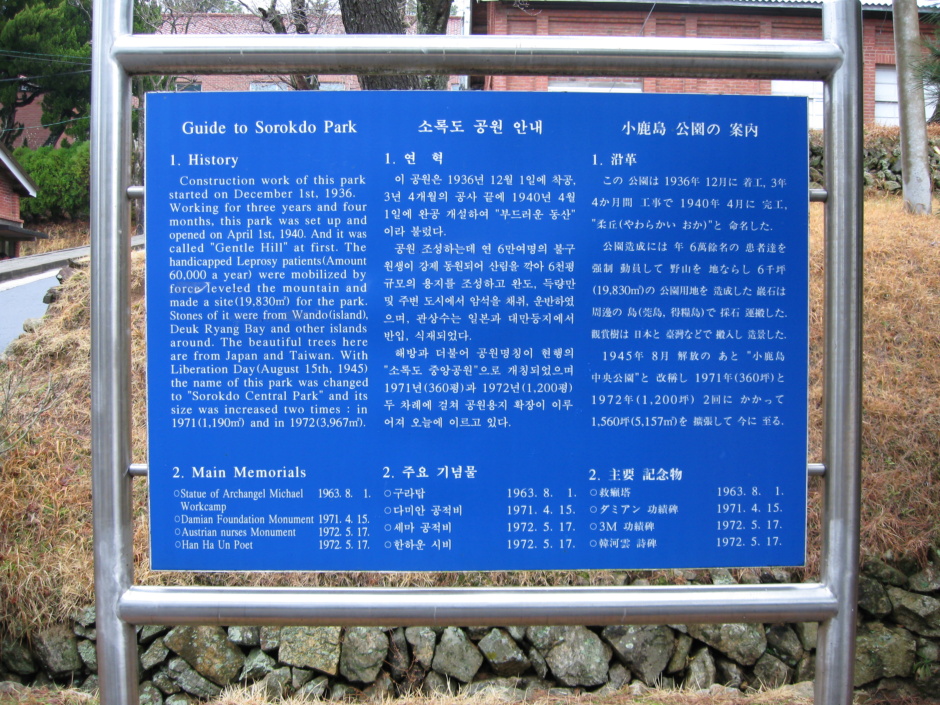 Guide to Sorokdo Park
1. History
Construction work of this park
started on December 1st, 1936.
Working for three years and four
months, this park was set up and
opened on April 1st, 1940. And it was
called "Gentle Hill" at first. The
handicapped Leprosy patients(Amount
60,000 a year) were mobilized by
force leveled the mountain and
made a site(19,830㎡) for the park.
Stones of it were from Wando(island),
Deuk Ryang Bay and other islands
around. The beautiful trees here
are from Japan and Taiwan. With
Liberation Day(August 15th, 1945)
the name of this park was changed
to "Sorokdo Central Park" and its
size was increased two times : in
1971(1,190㎡) and in 1972(3,967㎡).
2. Main Memorials
○Statue of Archangel Michael 1963. 8. 1.
Workcamp
○Damian Foundation Monument 1971. 4. 15.
○Austrian nurses Monument 1972. 5. 17.
○Han Ha Un Poet 1972. 5. 17.
소록도 공원 안내
1. 연 혁
이 공원은 1936년 12월 1일에 착공,
3년 4개월의 공사 끝에 1940년 4월
1일에 완공 개설하여 "부드러운 동산"
이라 불렀다.
공원 조성하는데 연 6만여명의 불구
원생이 강제 동원되어 산림을 깍아 6천평
규모의 용지를 조성하고 완도, 득량만
및 주변 도시에서 암석을 채취, 운반하였
으며, 관상수는 일본과 대만등지에서
반입, 식재되었다.
해방과 더불어 공원명칭이 현행의
"소록도 중앙공원"으로 개칭되었으며
1971년(360평)과 1972년(1,200평)
두 차례에 걸쳐 공원용지 확장이 이루
어져 오늘에 이르고 있다.
2. 주요 기념물
○구라탑 1963. 8. 1.
○다미안 공적비 1971. 4. 15.
○세마 공적비 1972. 5. 17.
○한하운 시비 1972. 5. 17.
小鹿島 公園の 案內
1. 沿革
この 公園は 1936年 12月に 着工, 3年
4か月間 工事で 1940年 4月に 完工,
"柔丘(やわらかい おか)"と 命名した.
公萬造成には 年 6萬餘名の 患者達を
強制 動員して 野山を 地ならし 6千坪
(19,830㎡)の 公園用地を 造成した 巖石は
周邊の 島(莞島, 得糧島)で 採石 運搬した.
觀賞樹は 日本と 臺灣などで 搬入し 造景した.
1945年 8月 解放の あと "小鹿島
中央公園"と 改稱し 1971年(360坪)と
1972年(1,200坪) 2回に かかって
1,560坪(5,157㎡)を 擴張して 今に 至る.
2. 主要 記念物
○救癩塔 1963. 8. 1.
○ダミアン 功績碑 1971. 4. 15.
○3M 功績碑 1972. 5. 17.
○韓河雲 詩碑 1972. 5. 17.